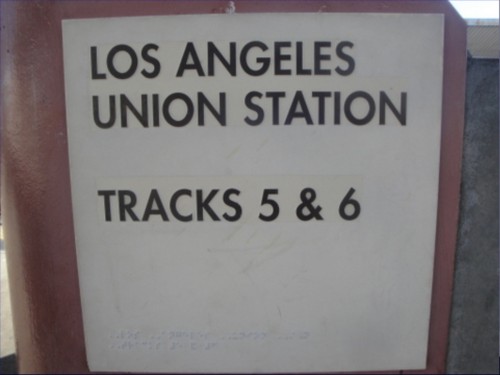 LOS ANGELES
UNION STATION
TRACKS 5 & 6